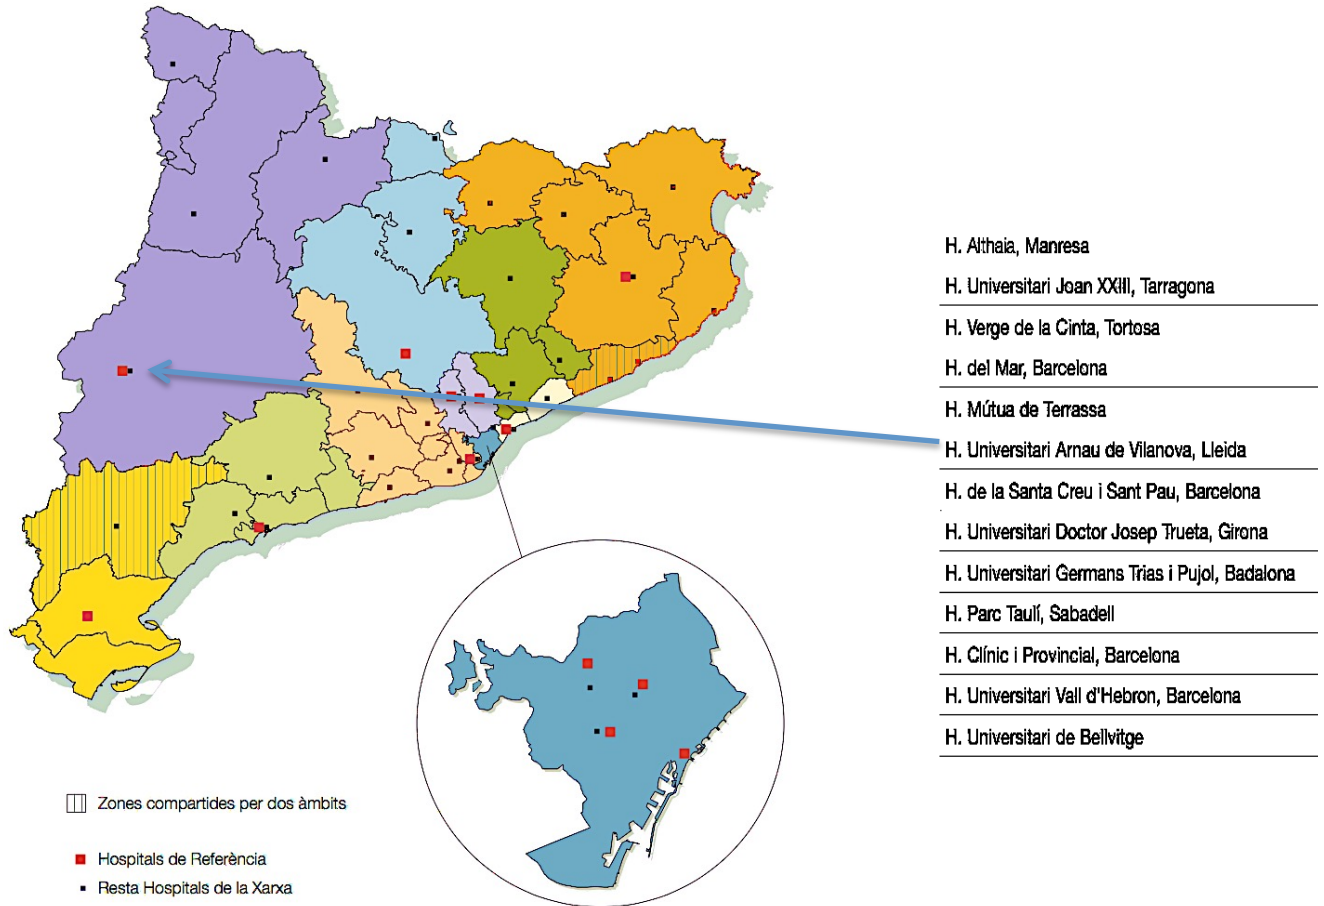 H. Althaia, Manresa
H. Universitari Joan XXIII, Tarragona
H. Verge de la Cinta, Tortosa
H. del Mar, Barcelona
H. Mútua de Terrassa
H. Universitari Arnau de Vilanova, Lleida
H. de la Santa Creu i Sant Pau, Barcelona
H. Universitari Doctor Josep Trueta, Girona
H. Universitari Germans Trias i Pujol, Badalona
H. Parc Taulí, Sabadell
H. Clínic i Provincial, Barcelona
H. Universitari Vall d'Hebron, Barcelona
H. Universitari de Bellvitge
Zones compartides per dos àmbits
Hospitals de Referència
Resta Hospitals de la Xarxa